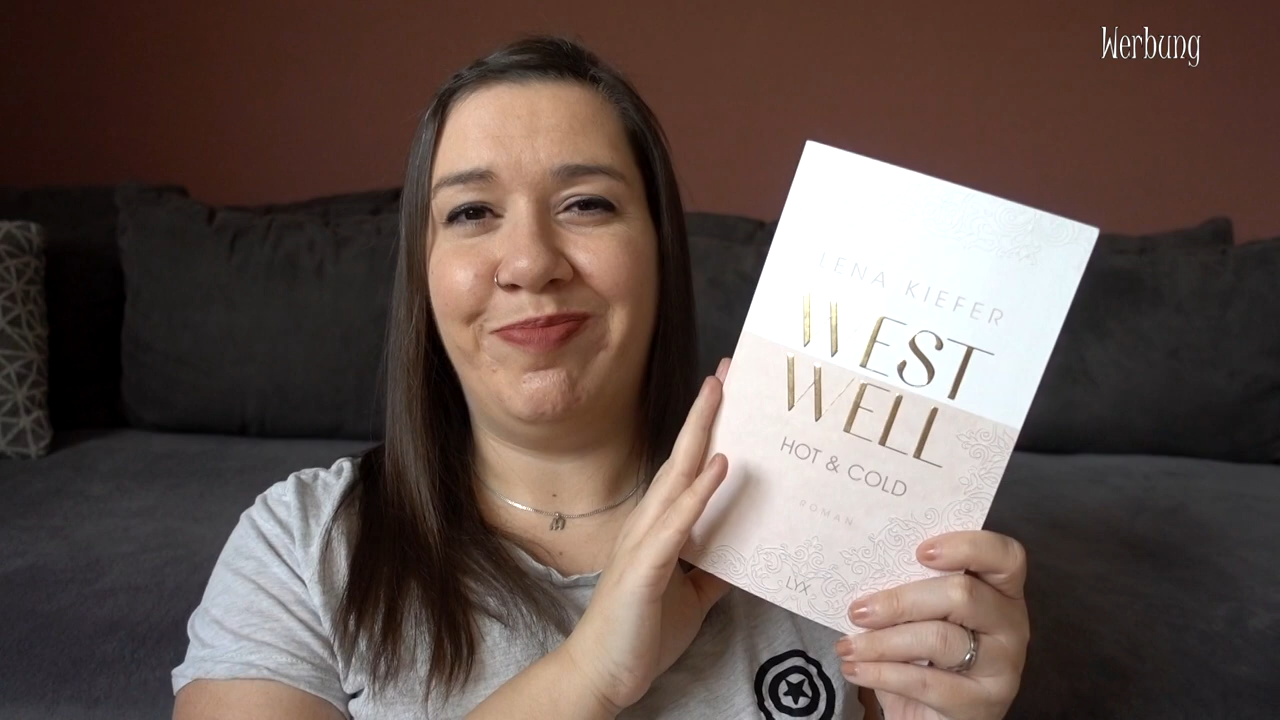 Werbung
LENA KIEFER
WEST
WELL
HOT & COLD
ROMAN
LYX